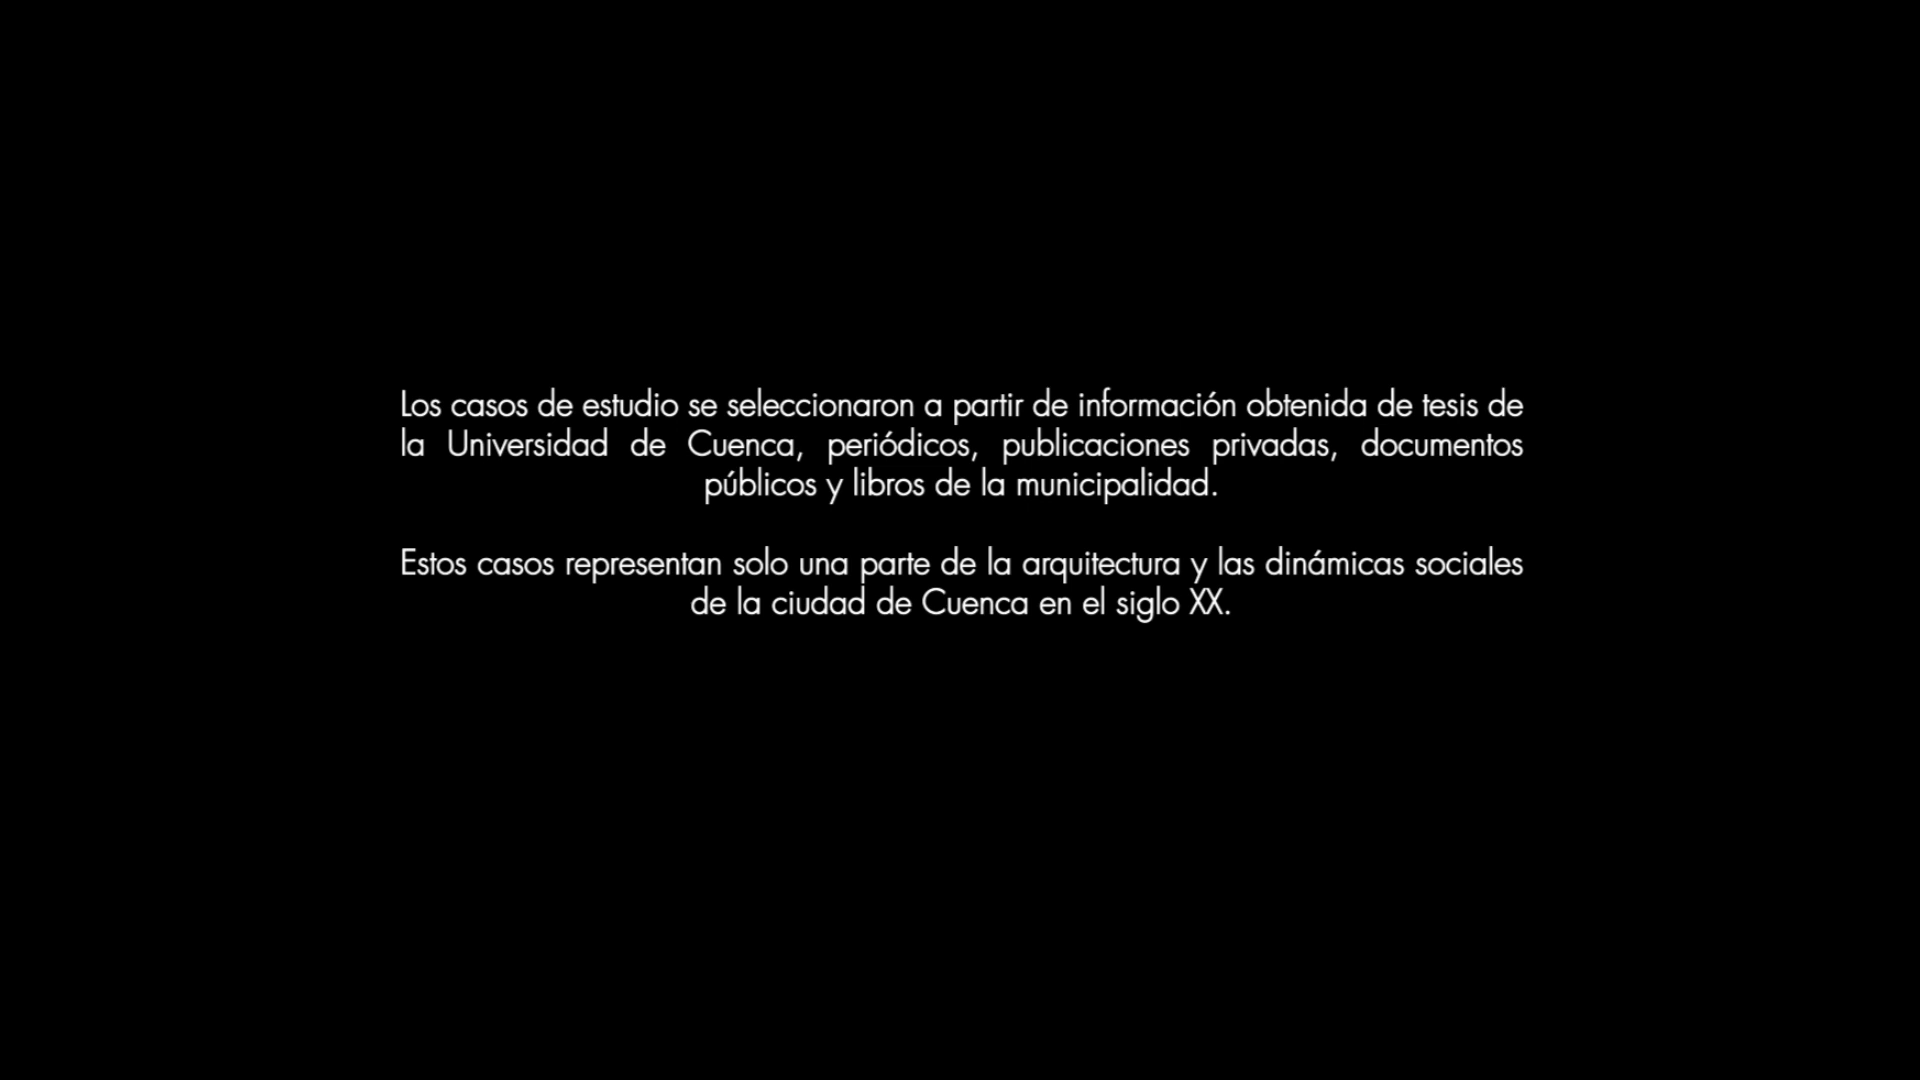 Los casos de estudio se seleccionaron a partir de información obtenida de tesis de
la Universidad de Cuenca, periódicos, publicaciones privadas, documentos
públicos y libros de la municipalidad.
Estos casos representan solo una parte de la arquitectura y las dinámicas sociales
de la ciudad de Cuenca en el siglo XX.